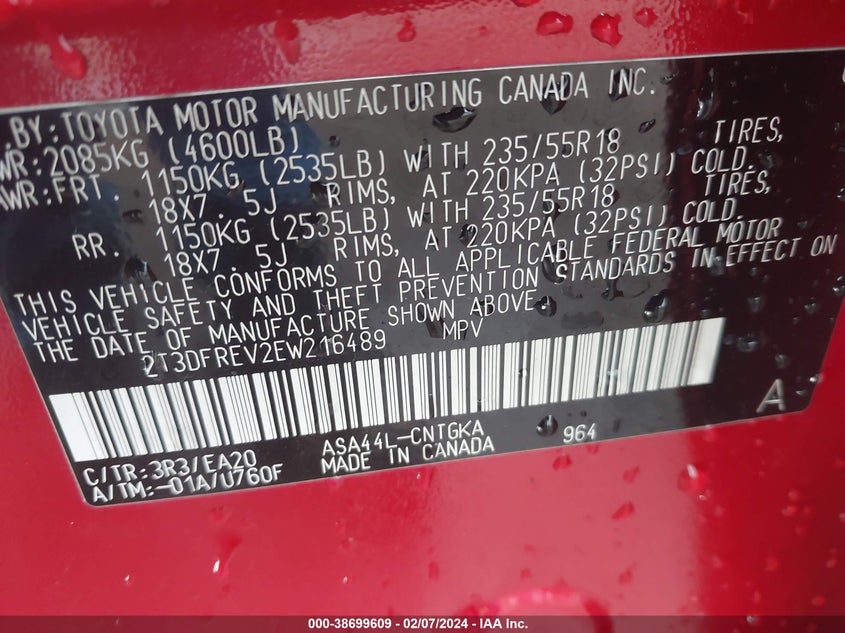 .BY:TOYOTA MOTOR MANUFACTURING CANADA INC.
WR:2085KG (4600LB)
AWR:FRT. 1150KG (2535LB) WITH 235/55R18 TIRES,
18X7.5J RIMS, AT 220KPA (32PSI) COLD.
RR. 1150KG (2535LB) WITH 235/55R18 TIRES,
18X7.5J RIMS, AT 220KPA (32PSI) COLD.
THIS VEHICLE CONFORMS TO ALL APPLICABLE FEDERAL MOTOR
VEHICLE SAFETY AND THEFT PREVENTION STANDARDS IN EFFECT ON
THE DATE OF MANUFACTURE SHOWN ABOVE.
2T3DFREV2EW216489 MPV
A
C/TR:3R3/EA20 ASA44L-CNTGKA 964
A/TM:-01A/U760F MADE IN CANADA
000-38699609 - 02/07/2024 - IAA Inc.